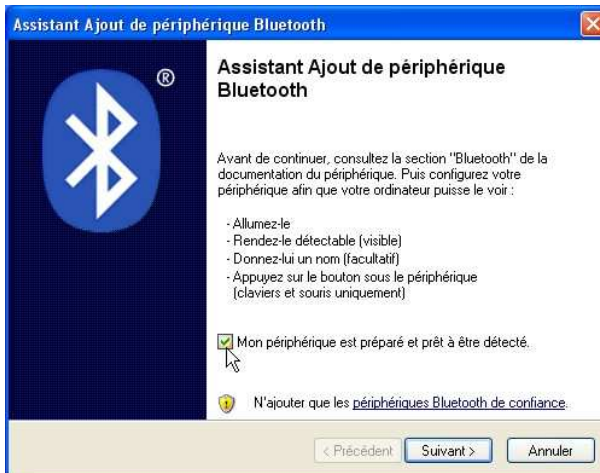 Assistant Ajout de périphérique Bluetooth
®
Assistant Ajout de périphérique
Bluetooth
Avant de continuer, consultez la section "Bluetooth" de la
documentation du périphérique. Puis configurez votre
périphérique afin que votre ordinateur puisse le voir :
- Allumez-le
- Rendez-le détectable (visible)
- Donnez-lui un nom (facultatif)
- Appuyez sur le bouton sous le périphérique
(claviers et souris uniquement)
Mon périphérique est préparé et prêt à être détecté.
N'ajouter que les périphériques Bluetooth de confiance.
< Précédent Suivant > Annuler